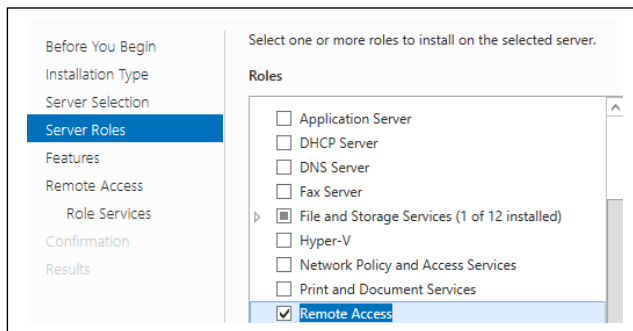 Before You Begin
Installation Type
Server Selection
Server Roles
Features
Remote Access
Role Services
Confirmation
Results
Select one or more roles to install on the selected server.
Roles
Application Server
DHCP Server
DNS Server
Fax Server
File and Storage Services (1 of 12 installed)
Hyper-V
Network Policy and Access Services
Print and Document Services
Remote Access